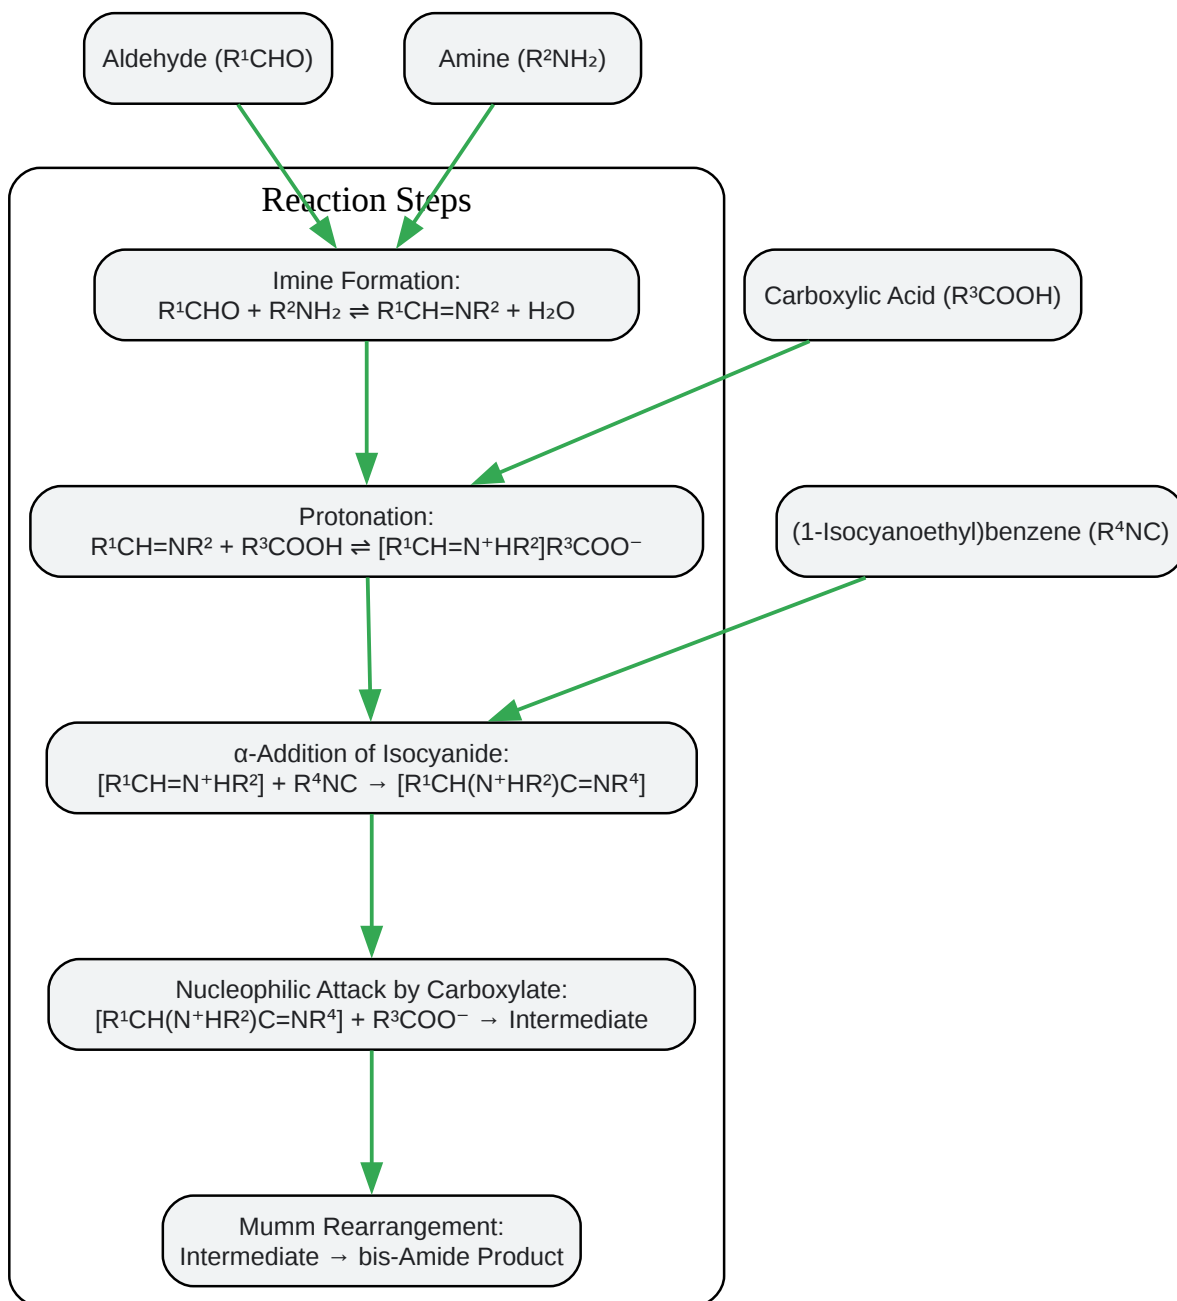 Aldehyde (R¹CHO)
Amine (R²NH₂)
Reaction Steps
Imine Formation:
R¹CHO + R²NH₂ ⇌ R¹CH=NR² + H₂O
Carboxylic Acid (R³COOH)
Protonation:
R¹CH=NR² + R³COOH ⇌ [R¹CH=N⁺HR²]R³COO⁻
(1-Isocyanoethyl)benzene (R⁴NC)
α-Addition of Isocyanide:
[R¹CH=N⁺HR²] + R⁴NC → [R¹CH(N⁺HR²)C=NR⁴]
Nucleophilic Attack by Carboxylate:
[R¹CH(N⁺HR²)C=NR⁴] + R³COO⁻ → Intermediate
Mumm Rearrangement:
Intermediate → bis-Amide Product